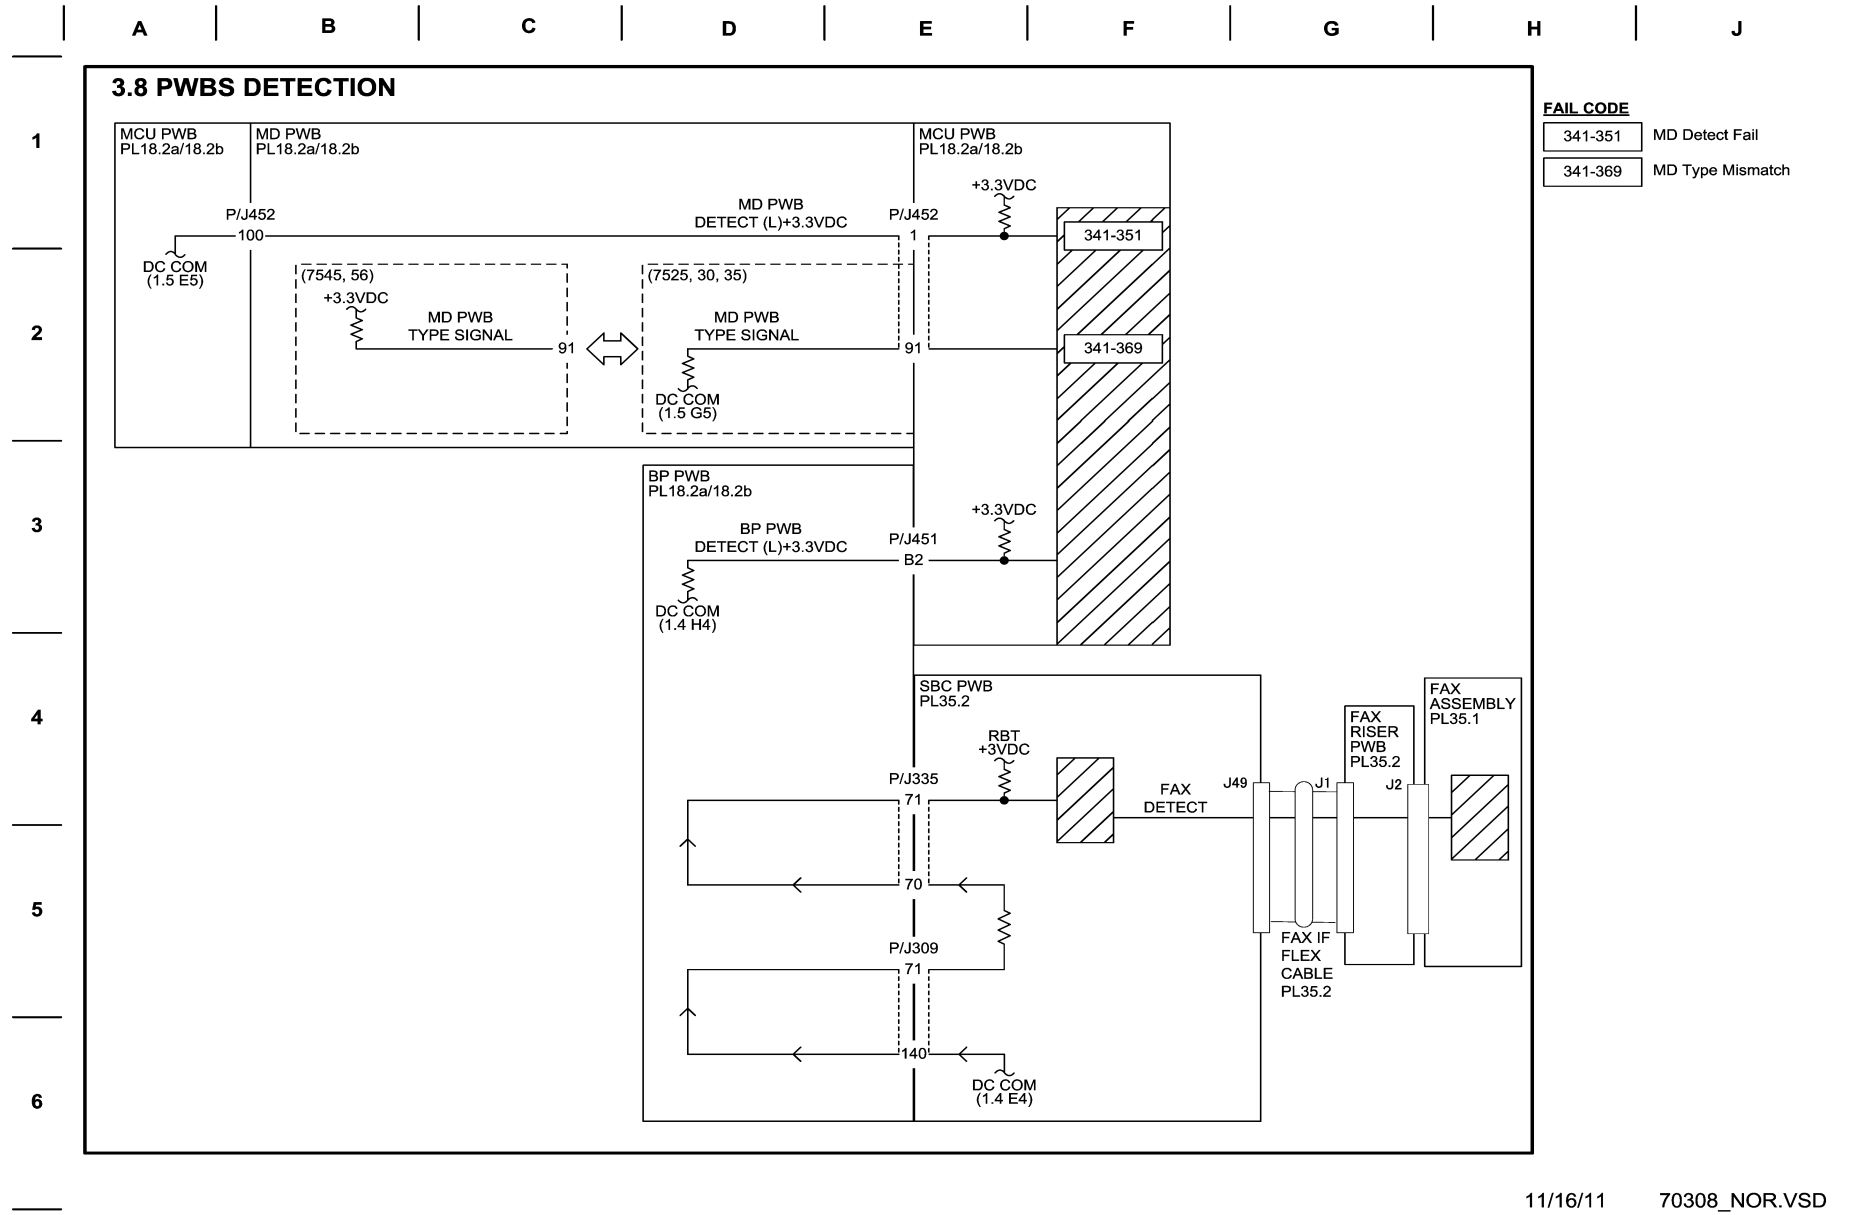 A B C D E F G H J
3.8 PWBS DETECTION
FAIL CODE
341-351 MD Detect Fail
341-369 MD Type Mismatch
1
MCU PWB
PL18.2a/18.2b
MD PWB
PL18.2a/18.2b
MCU PWB
PL18.2a/18.2b
+3.3VDC
P/J452
100
MD PWB
DETECT (L)+3.3VDC
P/J452
1
341-351
DC COM
(1.5 E5)
2
(7545, 56)
+3.3VDC
MD PWB
TYPE SIGNAL
91
(7525, 30, 35)
MD PWB
TYPE SIGNAL
91
341-369
DC COM
(1.5 G5)
3
BP PWB
PL18.2a/18.2b
BP PWB
DETECT (L)+3.3VDC
P/J451
B2
+3.3VDC
DC COM
(1.4 H4)
4
SBC PWB
PL35.2
RBT
+3VDC
P/J335
71
FAX
DETECT
J49
J1
FAX
RISER
PWB
PL35.2
J2
FAX
ASSEMBLY
PL35.1
5
70
P/J309
71
FAX IF
FLEX
CABLE
PL35.2
6
140
DC COM
(1.4 E4)
11/16/11 70308_NOR.VSD